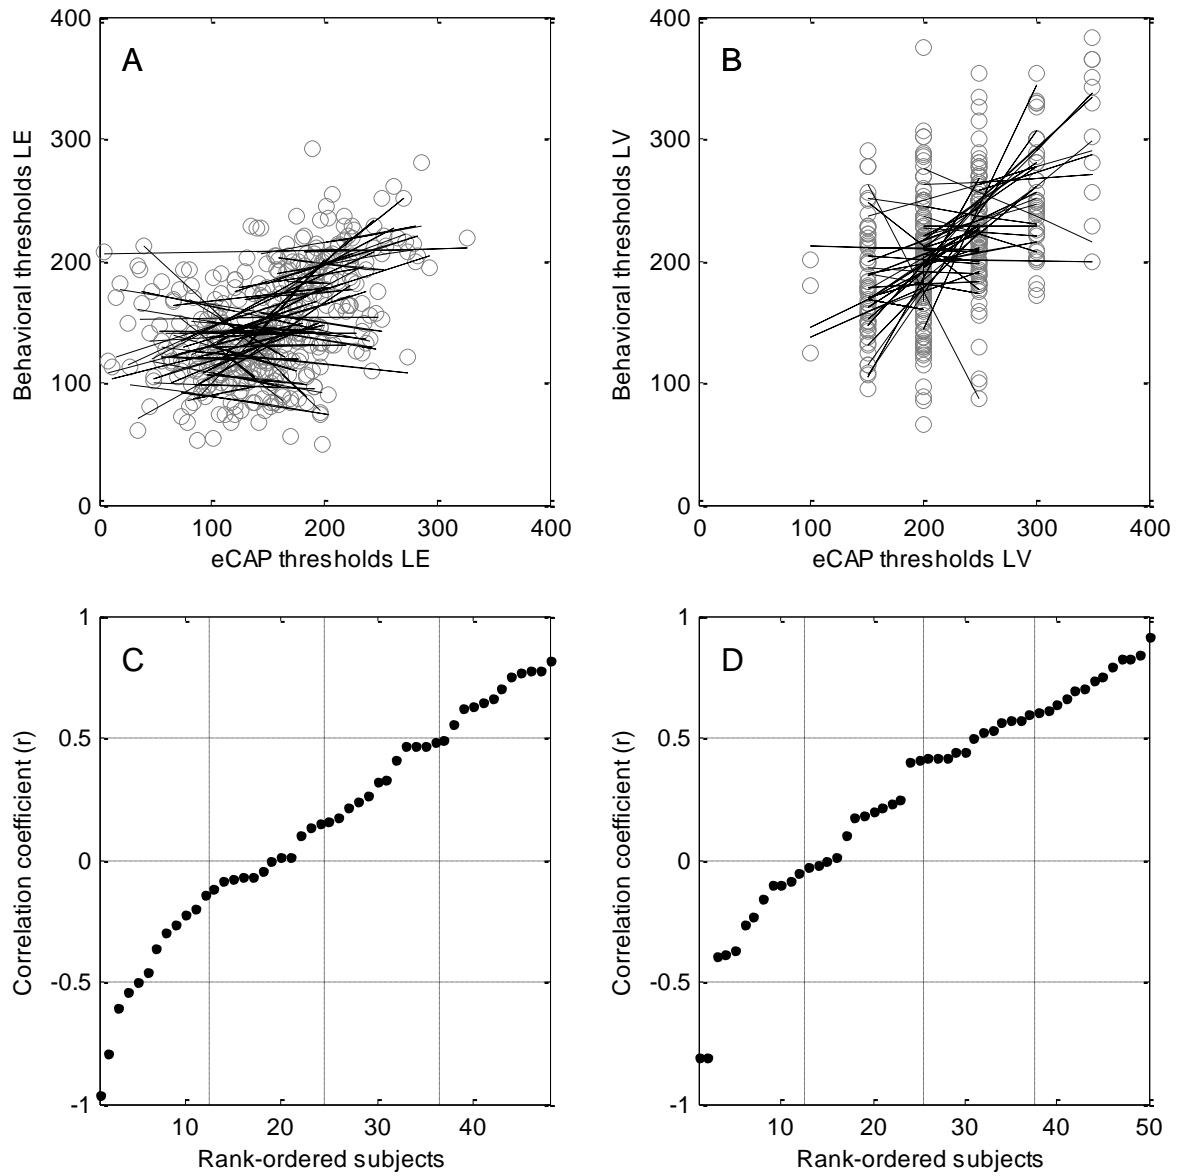 A
400
300
200
100
0
Behavioral thresholds LE
0 100 200 300 400
eCAP thresholds LE
B
400
300
200
100
0
Behavioral thresholds LV
0 100 200 300 400
eCAP thresholds LV
C
1
0.5
0
-0.5
-1
Correlation coefficient (r)
10 20 30 40
Rank-ordered subjects
D
1
0.5
0
-0.5
-1
Correlation coefficient (r)
10 20 30 40 50
Rank-ordered subjects